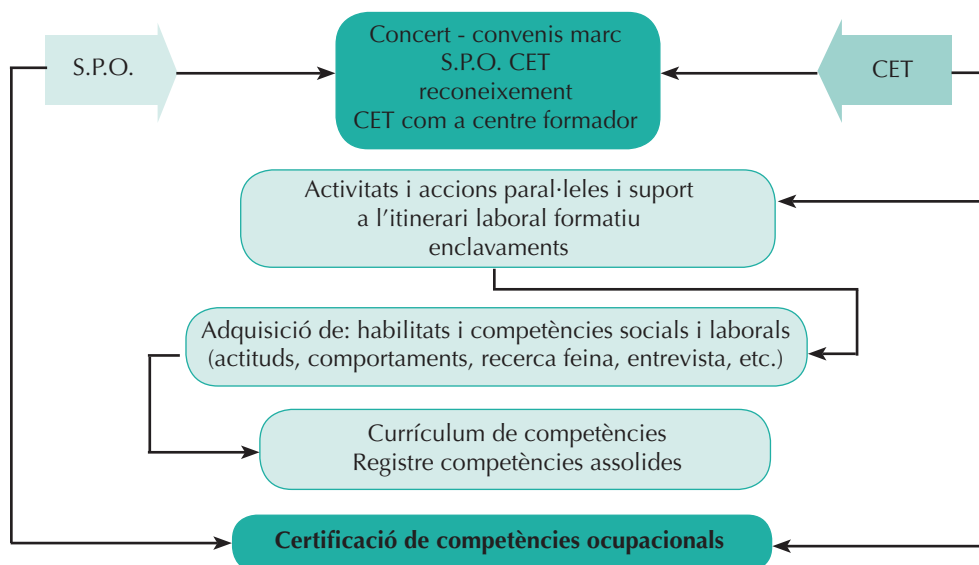 S.P.O.
Concert - convenis marc
S.P.O. CET
reconeixement
CET com a centre formador
CET
Activitats i accions paral·leles i suport
a l’itinerari laboral formatiu
enclavaments
Adquisició de: habilitats i competències socials i laborals
(actituds, comportaments, recerca feina, entrevista, etc.)
Currículum de competències
Registre competències assolides
Certificació de competències ocupacionals